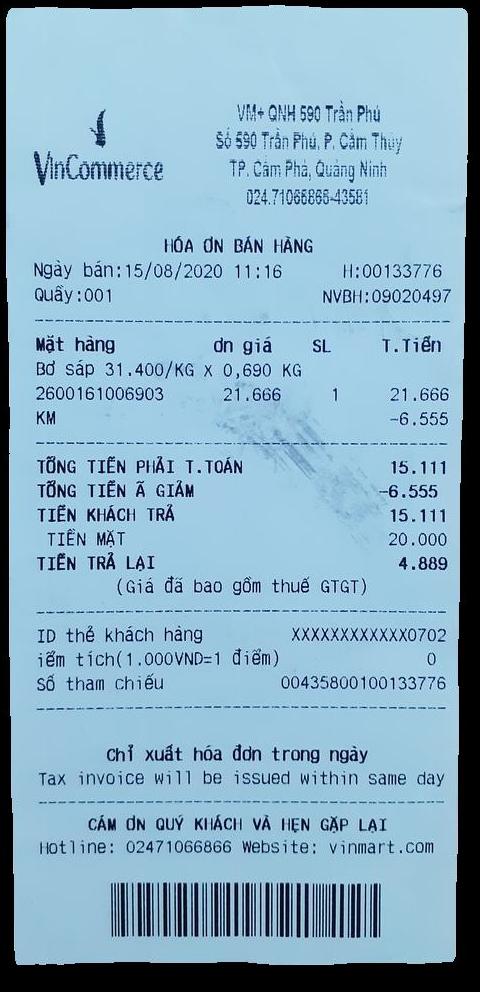 VinCommerce
VM+ QNH 590 Trần Phú
Số 590 Trần Phú, P. Cẩm Thủy
TP. Cẩm Phả, Quảng Ninh
024.71066866-43581
HÓA ƠN BÁN HÀNG
Ngày bán:15/08/2020 11:16 H:00133776
Quầy:001 NVBH:09020497
Mặt hàng ơn giá SL T.Tiền
Bơ sáp 31.400/KG X 0,690 KG
2600161006903 21.666 1 21.666
KM -6.555
TỔNG TIỀN PHẢI T.TOÁN 15.111
TỔNG TIỀN Ã GIẢM -6.555
TIỀN KHÁCH TRẢ 15.111
TIỀN MẶT 20.000
TIỀN TRẢ LẠI 4.889
(Giá đã bao gồm thuế GTGT)
ID thẻ khách hàng XXXXXXXXXXXX0702
iểm tích(1.000VND=1 điểm) 0
Số tham chiếu 00435800100133776
Chỉ xuất hóa đơn trong ngày
Tax invoice will be issued within same day
CẢM ƠN QUÝ KHÁCH VÀ HẸN GẶP LẠI
Hotline: 02471066866 Website: vinmart.com